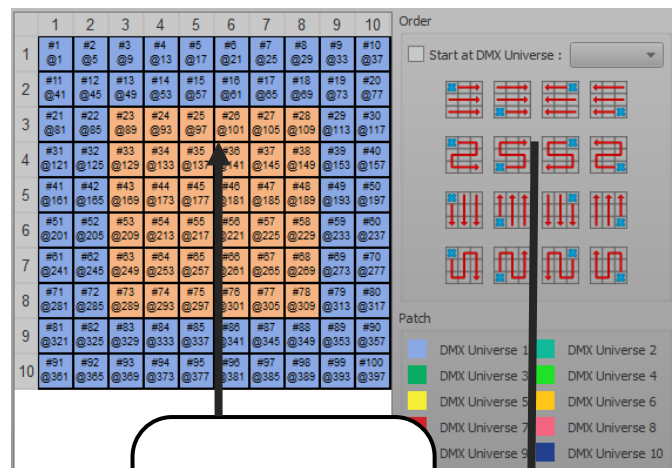 Order
Start at DMX Universe :
1 2 3 4 5 6 7 8 9 10
1
#1 #2 #3 #4 #5 #6 #7 #8 #9 #10
@1 @5 @9 @13 @17 @21 @25 @29 @33 @37
2
#11 #12 #13 #14 #15 #16 #17 #18 #19 #20
@41 @45 @49 @53 @57 @61 @65 @69 @73 @77
3
#21 #22 #23 #24 #25 #26 #27 #28 #29 #30
@81 @85 @89 @93 @97 @101 @105 @109 @113 @117
4
#31 #32 #33 #34 #35 #36 #37 #38 #39 #40
@121 @125 @129 @133 @137 @141 @145 @149 @153 @157
5
#41 #42 #43 #44 #45 #46 #47 #48 #49 #50
@161 @165 @169 @173 @177 @181 @185 @189 @193 @197
6
#51 #52 #53 #54 #55 #56 #57 #58 #59 #60
@201 @205 @209 @213 @217 @221 @225 @229 @233 @237
7
#61 #62 #63 #64 #65 #66 #67 #68 #69 #70
@241 @245 @249 @253 @257 @261 @265 @269 @273 @277
8
#71 #72 #73 #74 #75 #76 #77 #78 #79 #80
@281 @285 @289 @293 @297 @301 @305 @309 @313 @317
9
#81 #82 #83 #84 #85 #86 #87 #88 #89 #90
@321 @325 @329 @333 @337 @341 @345 @349 @353 @357
10
#91 #92 #93 #94 #95 #96 #97 #98 #99 #100
@361 @365 @369 @373 @377 @381 @385 @389 @393 @397
Patch
DMX Universe 1 DMX Universe 2
DMX Universe 3 DMX Universe 4
DMX Universe 5 DMX Universe 6
DMX Universe 7 DMX Universe 8
DMX Universe 9 DMX Universe 10